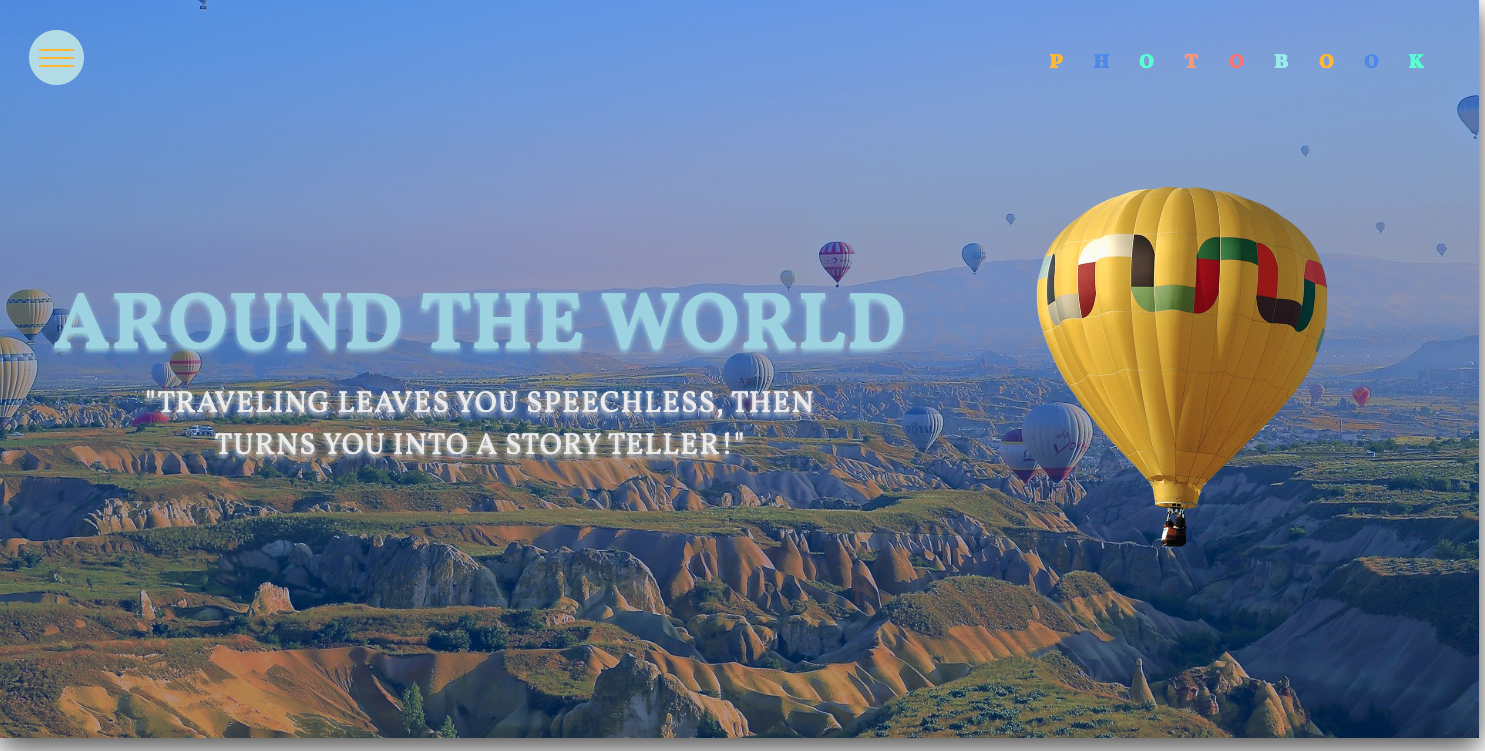 P H O T O B O O K
AROUND THE WORLD
"TRAVELING LEAVES YOU SPEECHLESS, THEN
TURNS YOU INTO A STORY TELLER!"